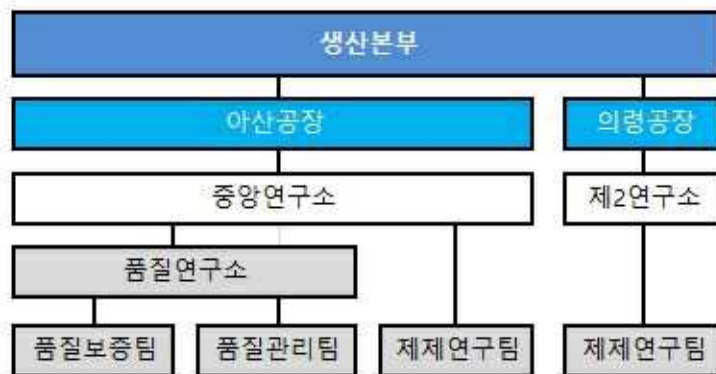 생산본부
아산공장 의령공장
중앙연구소 제2연구소
품질연구소
품질보증팀 품질관리팀 제제연구팀 제제연구팀